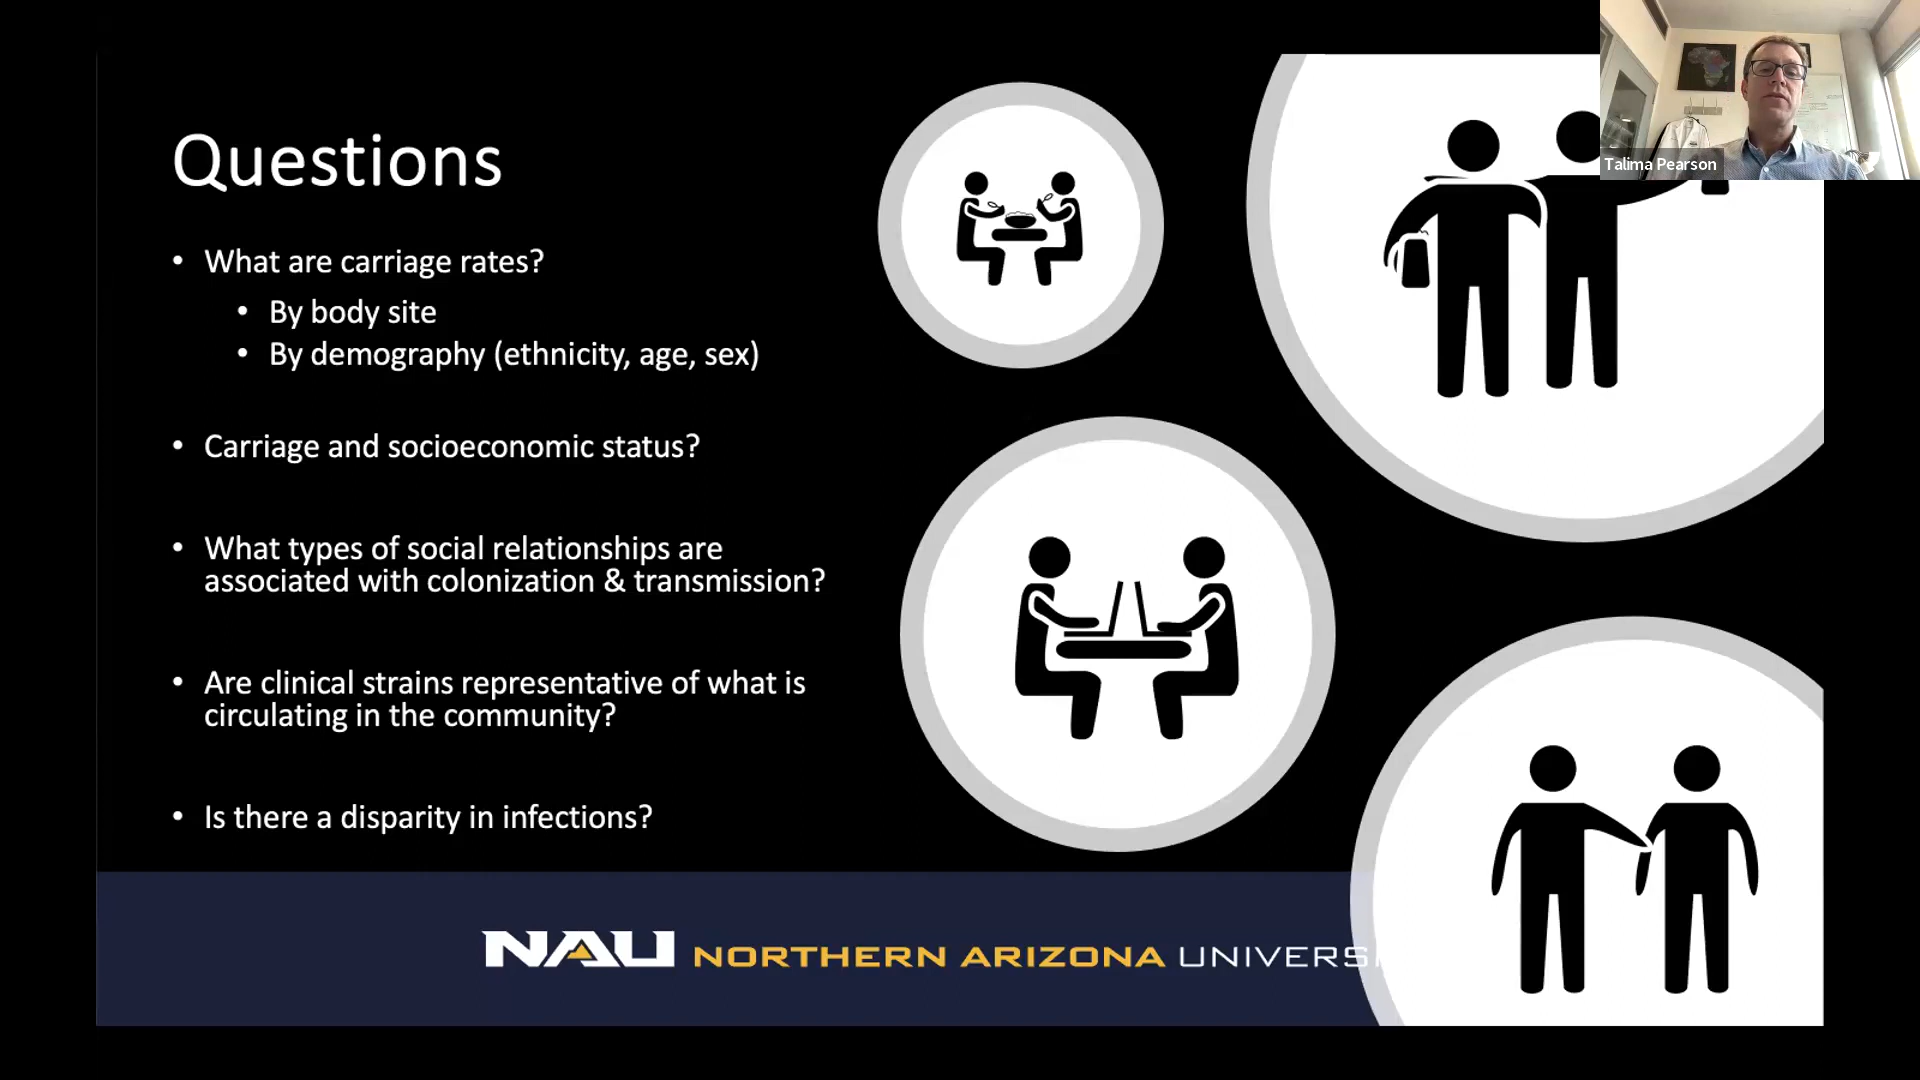 Questions
• What are carriage rates?
• By body site
• By demography (ethnicity, age, sex)
• Carriage and socioeconomic status?
• What types of social relationships are
associated with colonization & transmission?
• Are clinical strains representative of what is
circulating in the community?
• Is there a disparity in infections?
NAU NORTHERN ARIZONA UNIVERS
Talima Pearson